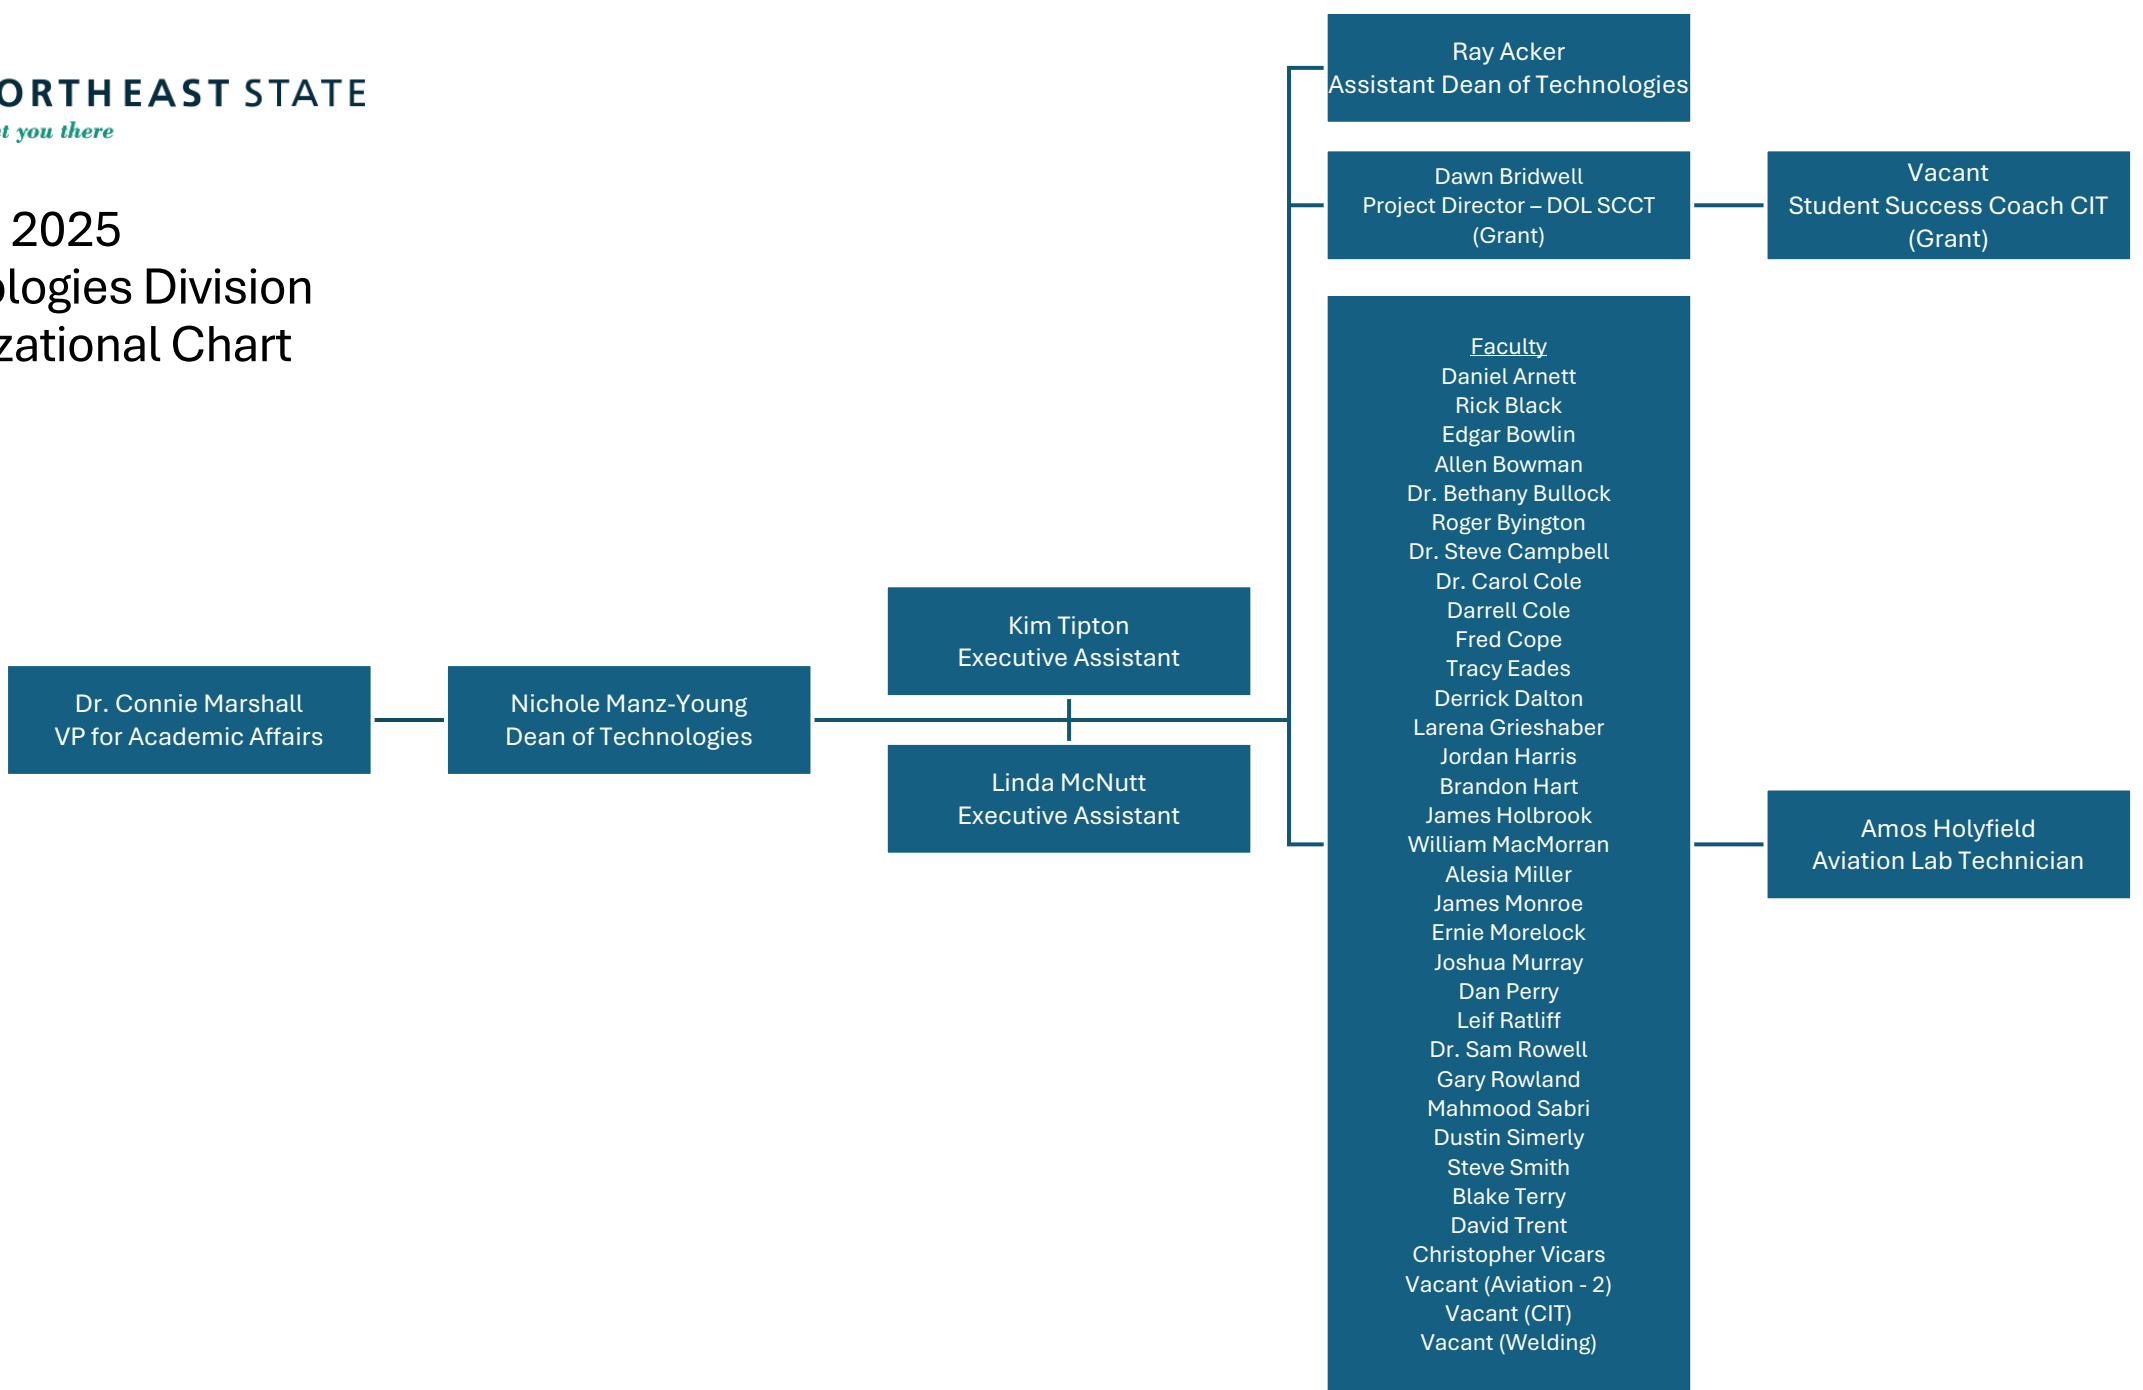 ORTHEAST STATE
et you there
2025
ologies Division
zational Chart
Ray Acker
Assistant Dean of Technologies
Dawn Bridwell
Project Director – DOL SCCT
(Grant)
Vacant
Student Success Coach CIT
(Grant)
Dr. Connie Marshall
VP for Academic Affairs
Nichole Manz-Young
Dean of Technologies
Kim Tipton
Executive Assistant
Linda McNutt
Executive Assistant
Faculty
Daniel Arnett
Rick Black
Edgar Bowlin
Allen Bowman
Dr. Bethany Bullock
Roger Byington
Dr. Steve Campbell
Dr. Carol Cole
Darrell Cole
Fred Cope
Tracy Eades
Derrick Dalton
Larena Grieshaber
Jordan Harris
Brandon Hart
James Holbrook
William MacMorran
Alesia Miller
James Monroe
Ernie Morelock
Joshua Murray
Dan Perry
Leif Ratliff
Dr. Sam Rowell
Gary Rowland
Mahmood Sabri
Dustin Simerly
Steve Smith
Blake Terry
David Trent
Christopher Vicars
Vacant (Aviation - 2)
Vacant (CIT)
Vacant (Welding)
Amos Holyfield
Aviation Lab Technician